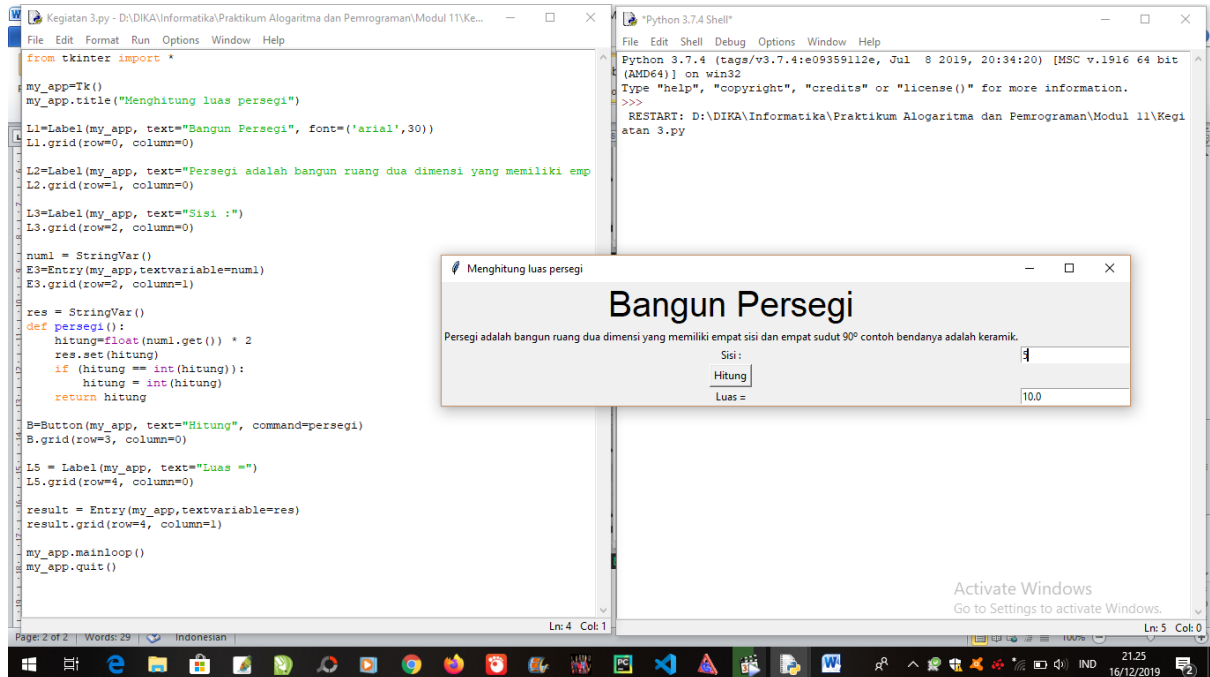 Kegiatan 3.py - D:\DIKA\Informatika\Praktikum Alogaritma dan Pemrograman\Modul 11\Ke...
File Edit Format Run Options Window Help
from tkinter import *
my_app=Tk()
my_app.title("Menghitung luas persegi")
L1=Label(my_app, text="Bangun Persegi", font=('arial',30))
L1.grid(row=0, column=0)
L2=Label(my_app, text="Persegi adalah bangun ruang dua dimensi yang memiliki emp
L2.grid(row=1, column=0)
L3=Label(my_app, text="Sisi :")
L3.grid(row=2, column=0)
num1 = StringVar()
E3=Entry(my_app,textvariable=num1)
E3.grid(row=2, column=1)
res = StringVar()
def persegi():
    hitung=float(num1.get()) * 2
    res.set(hitung)
    if (hitung == int(hitung)):
        hitung = int(hitung)
    return hitung
B=Button(my_app, text="Hitung", command=persegi)
B.grid(row=3, column=0)
L5 = Label(my_app, text="Luas =")
L5.grid(row=4, column=0)
result = Entry(my_app,textvariable=res)
result.grid(row=4, column=1)
my_app.mainloop()
my_app.quit()
Ln: 4 Col: 1
*Python 3.7.4 Shell*
File Edit Shell Debug Options Window Help
Python 3.7.4 (tags/v3.7.4:e09359112e, Jul  8 2019, 20:34:20) [MSC v.1916 64 bit
(AMD64)] on win32
Type "help", "copyright", "credits" or "license()" for more information.
>>>
RESTART: D:\DIKA\Informatika\Praktikum Alogaritma dan Pemrograman\Modul 11\Kegi
atan 3.py
Menghitung luas persegi
Bangun Persegi
Persegi adalah bangun ruang dua dimensi yang memiliki empat sisi dan empat sudut 90º contoh bendanya adalah keramik.
Sisi : 5
Hitung
Luas = 10.0
Activate Windows
Go to Settings to activate Windows.
Ln: 5 Col: 0
Page: 2 of 2 Words: 29 Indonesian
100%
IND
21.25
16/12/2019